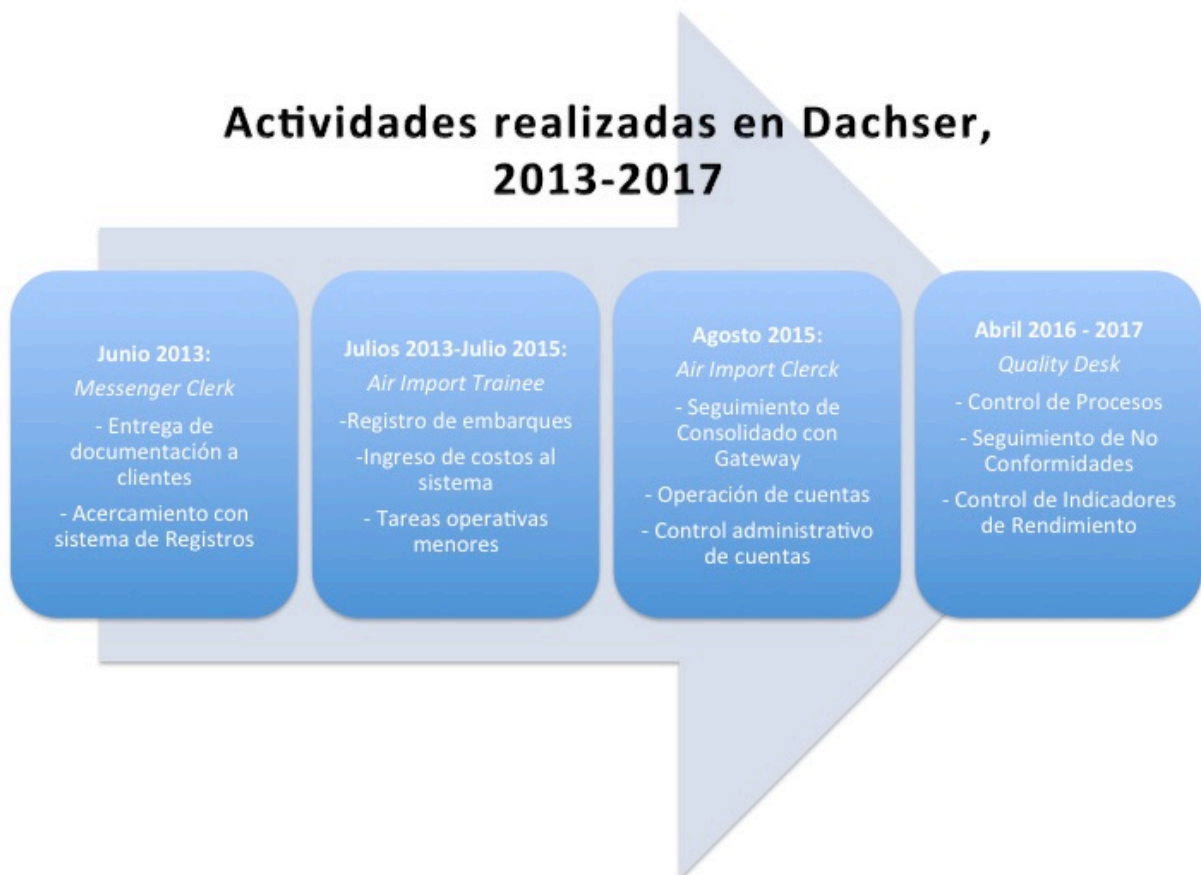 Actividades realizadas en Dachser,
2013-2017
Junio 2013:
Messenger Clerk
- Entrega de
documentación a
clientes
- Acercamiento con
sistema de Registros
Julios 2013-Julio 2015:
Air Import Trainee
-Registro de embarques
-Ingreso de costos al
sistema
- Tareas operativas
menores
Agosto 2015:
Air Import Clerck
- Seguimiento de
Consolidado con
Gateway
- Operación de cuentas
- Control administrativo
de cuentas
Abril 2016 - 2017
Quality Desk
- Control de Procesos
- Seguimiento de No
Conformidades
- Control de Indicadores
de Rendimiento